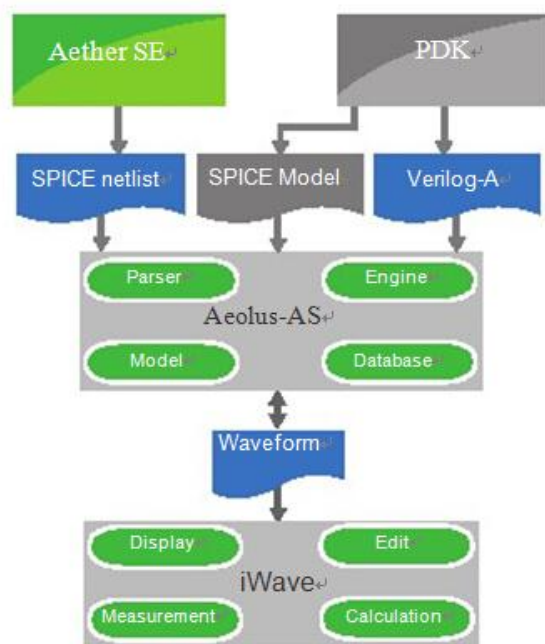 Aether SE
PDK
SPICE netlist
SPICE Model
Verilog-A
Parser
Engine
Aeolus-AS
Model
Database
Waveform
Display
Edit
iWave
Measurement
Calculation